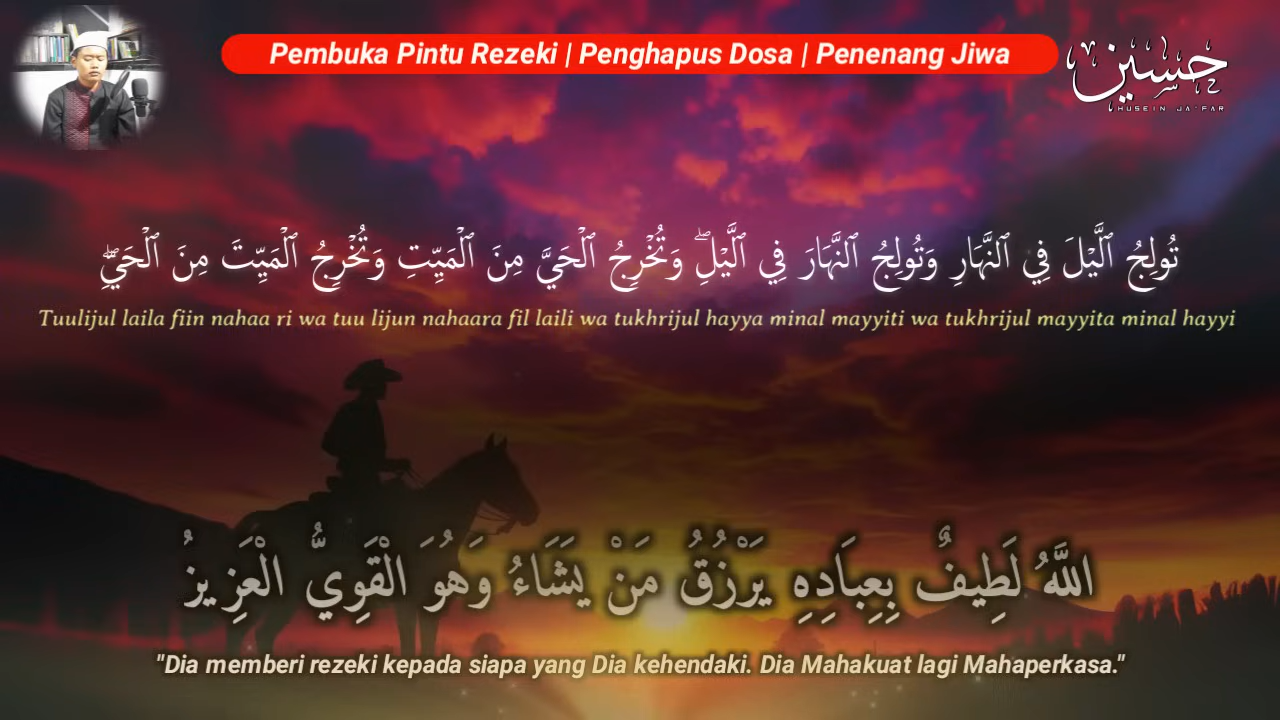 Pembuka Pintu Rezeki | Penghapus Dosa | Penenang Jiwa
حسين
HUSEIN JA'FAR
تُولِجُ ٱلَّيْلَ فِي ٱلنَّهَارِ وَتُولِجُ ٱلنَّهَارَ فِي ٱلَّيْلِۖ وَتُخْرِجُ ٱلْحَيَّ مِنَ ٱلْمَيِّتِ وَتُخْرِجُ ٱلْمَيِّتَ مِنَ ٱلْحَيِّۖ
Tuulijul laila fiin nahaa ri wa tuu lijun nahaara fil laili wa tukhrijul hayya minal mayyiti wa tukhrijul mayyita minal hayyi
اللَّهُ لَطِيفٌ بِعِبَادِهِ يَرْزُقُ مَنْ يَشَاءُ وَهُوَ الْقَوِيُّ الْعَزِيزُ
"Dia memberi rezeki kepada siapa yang Dia kehendaki. Dia Mahakuat lagi Mahaperkasa."